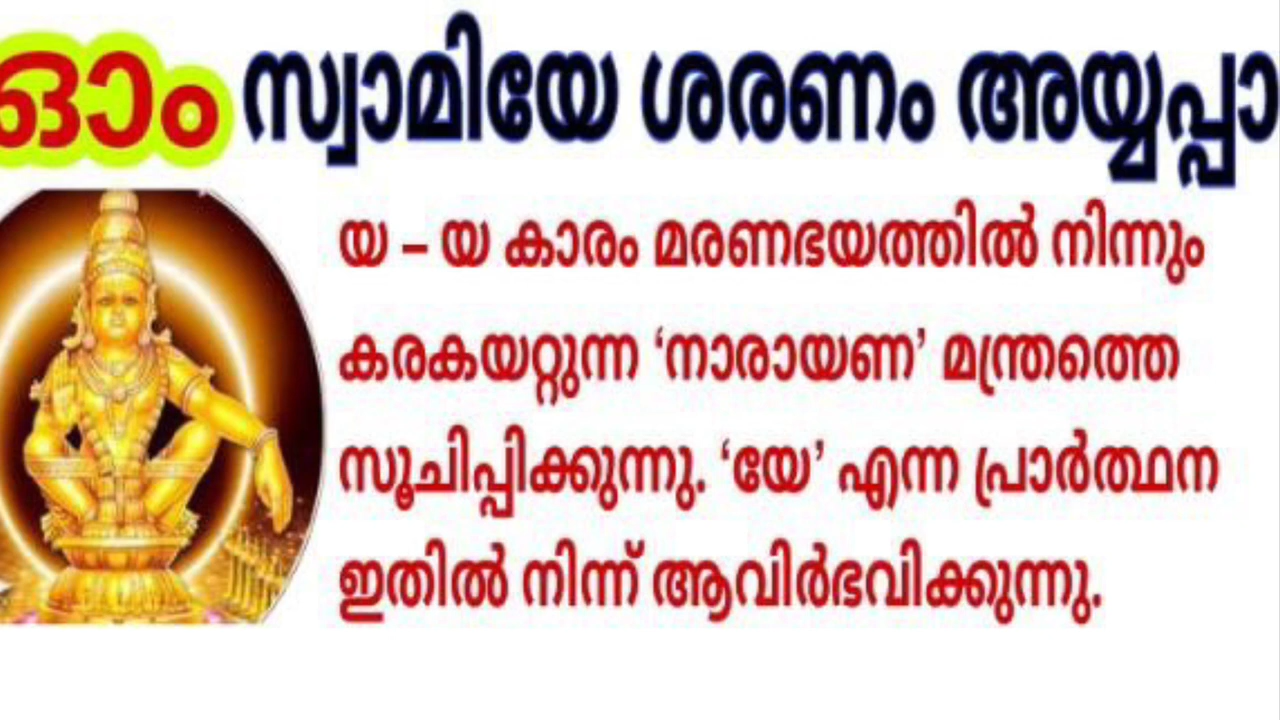 ഓം സ്വാമിയേ ശരണം അയ്യപ്പാ
യ – യ കാരം മരണഭയത്തിൽ നിന്നും
കരകയറ്റുന്ന ‘നാരായണ’ മന്ത്രത്തെ
സൂചിപ്പിക്കുന്നു. ‘യേ’ എന്ന പ്രാർത്ഥന
ഇതിൽ നിന്ന് ആവിർഭവിക്കുന്നു.